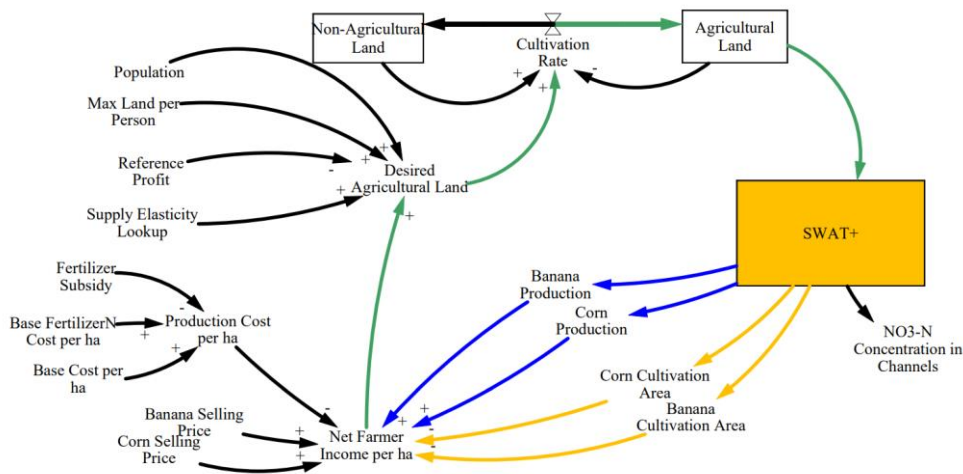 Non-Agricultural
Land
Cultivation
Rate
Agricultural
Land
+
+
-
Population
Max Land per
Person
Reference
Profit
Supply Elasticity
Lookup
+
+
-
+
Desired
Agricultural Land
+
SWAT+
Fertilizer
Subsidy
Base FertilizerN
Cost per ha
Base Cost per
ha
-
+
+
Production Cost
per ha
Banana
Production
Corn
Production
NO3-N
Concentration in
Channels
Corn Cultivation
Area
Banana
Cultivation Area
Banana Selling
Price
Corn Selling
Price
-
+
+
+
+
-
-
Net Farmer
Income per ha